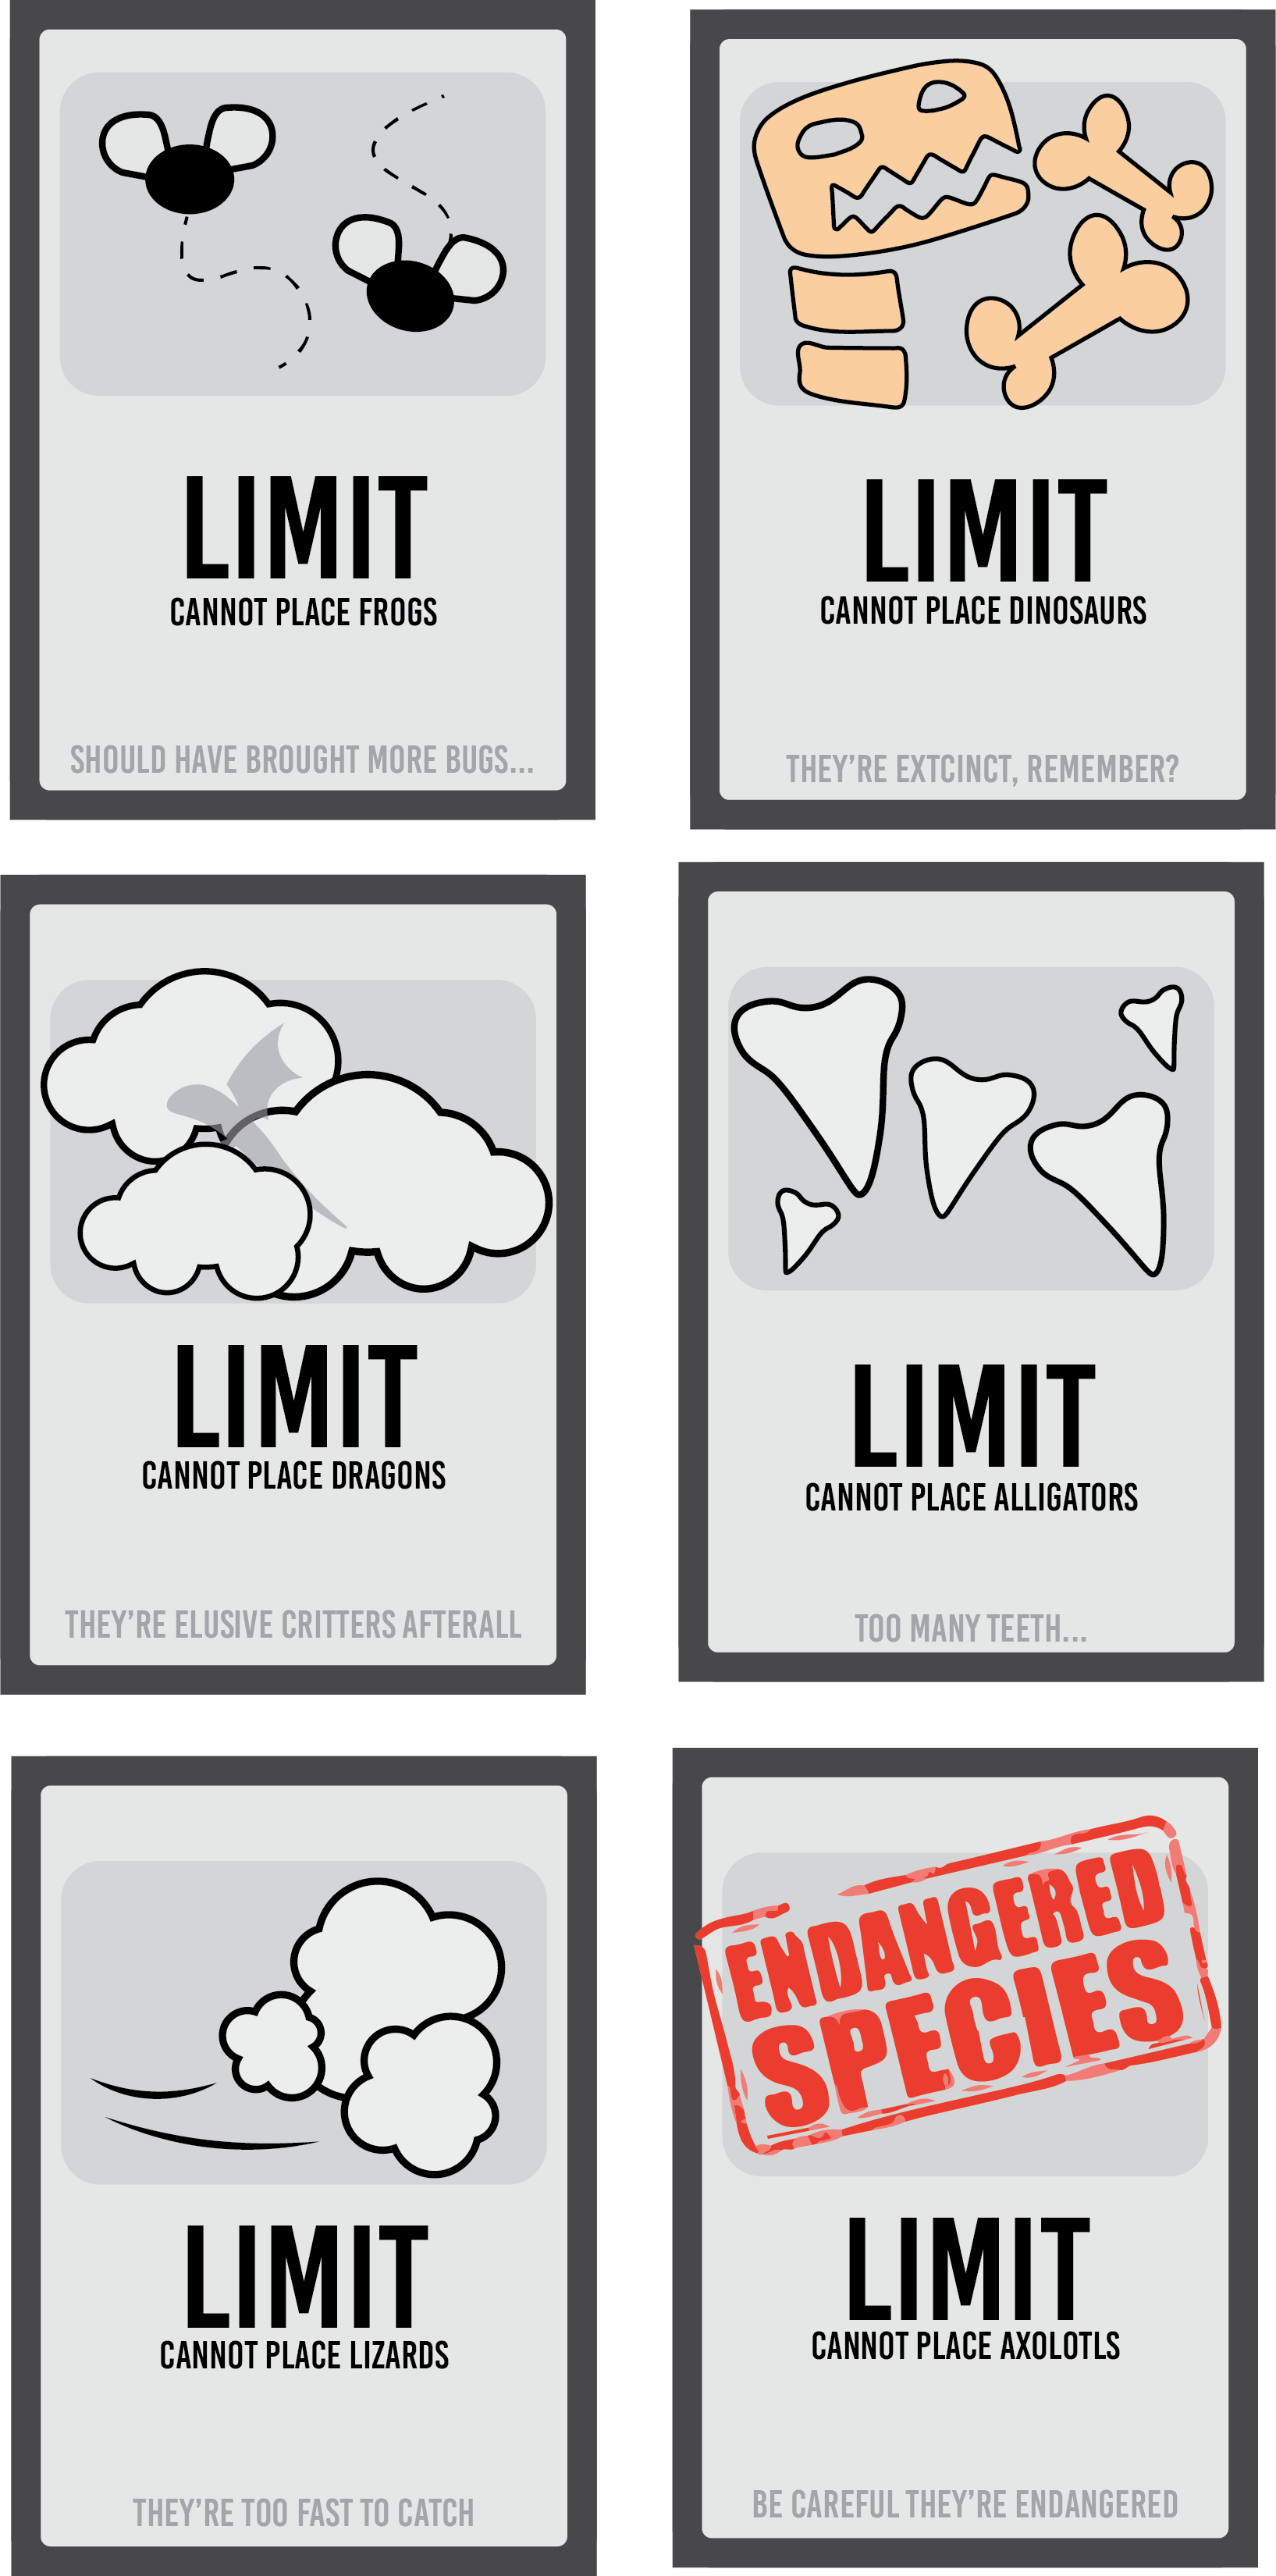 LIMIT
CANNOT PLACE FROGS
SHOULD HAVE BROUGHT MORE BUGS...
LIMIT
CANNOT PLACE DINOSAURS
THEY'RE EXTCINCT, REMEMBER?
LIMIT
CANNOT PLACE DRAGONS
THEY'RE ELUSIVE CRITTERS AFTERALL
LIMIT
CANNOT PLACE ALLIGATORS
TOO MANY TEETH...
LIMIT
CANNOT PLACE LIZARDS
THEY'RE TOO FAST TO CATCH
ENDANGERED
SPECIES
LIMIT
CANNOT PLACE AXOLOTLS
BE CAREFUL THEY'RE ENDANGERED